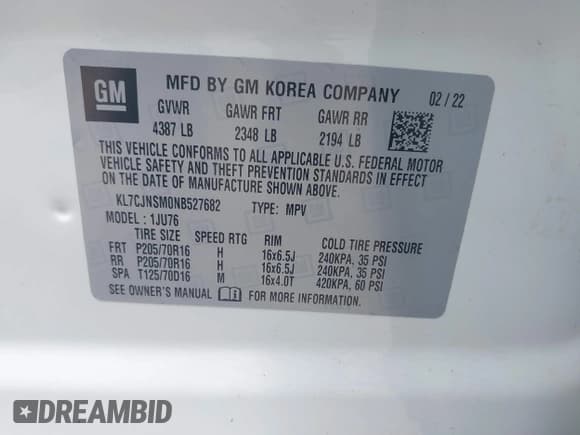 GM
MFD BY GM KOREA COMPANY 02 / 22
GVWR GAWR FRT GAWR RR
4387 LB 2348 LB 2194 LB
THIS VEHICLE CONFORMS TO ALL APPLICABLE U.S. FEDERAL MOTOR
VEHICLE SAFETY AND THEFT PREVENTION STANDARDS IN EFFECT
ON THE DATE OF MANUFACTURE SHOWN ABOVE.
KL7CJNSM0NB527682 TYPE: MPV
MODEL : 1JU76
TIRE SIZE SPEED RTG RIM COLD TIRE PRESSURE
FRT P205/70R16 H 16x6.5J 240KPA, 35 PSI
RR P205/70R16 H 16x6.5J 240KPA, 35 PSI
SPA T125/70D16 M 16x4.0T 420KPA, 60 PSI
SEE OWNER'S MANUAL FOR MORE INFORMATION.
DREAMBID